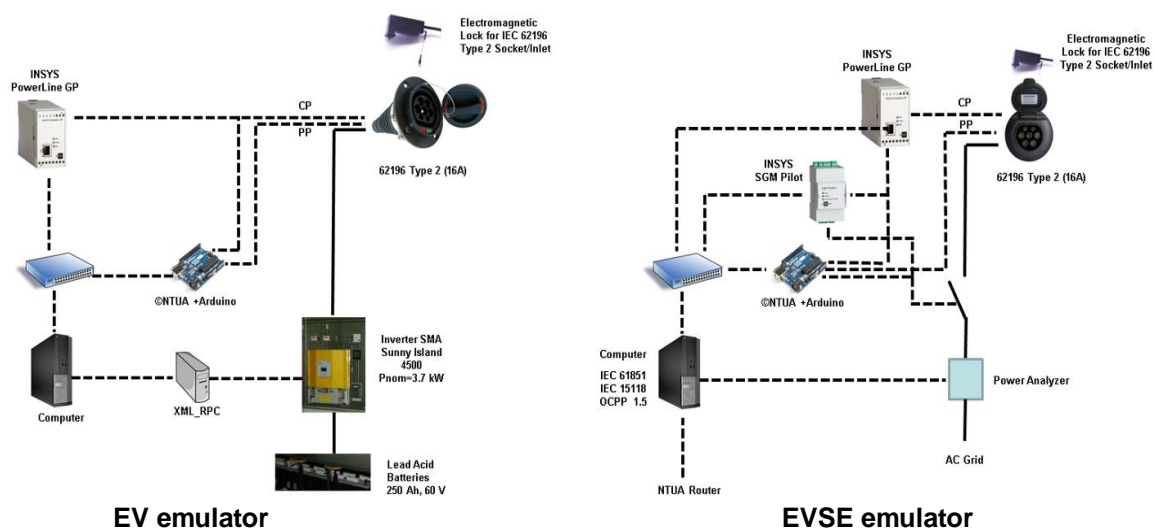 Electromagnetic
Lock for IEC 62196
Type 2 Socket/Inlet
INSYS
PowerLine GP
CP
PP
62196 Type 2 (16A)
©NTUA +Arduino
Inverter SMA
Sunny Island
4500
Pnom=3.7 kW
Computer
XML_RPC
Lead Acid
Batteries
250 Ah, 60 V
EV emulator
Electromagnetic
Lock for IEC 62196
Type 2 Socket/Inlet
INSYS
PowerLine GP
CP
PP
INSYS
SGM Pilot
62196 Type 2 (16A)
©NTUA +Arduino
Computer
IEC 61851
IEC 15118
OCPP 1.5
Power Analyzer
AC Grid
NTUA Router
EVSE emulator